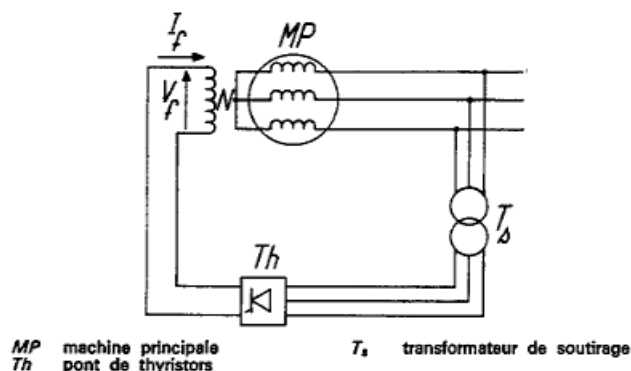 I_f
MP
V_f
N
T_s
Th
MP machine principale
Th pont de thyristors
T_s transformateur de soutirage